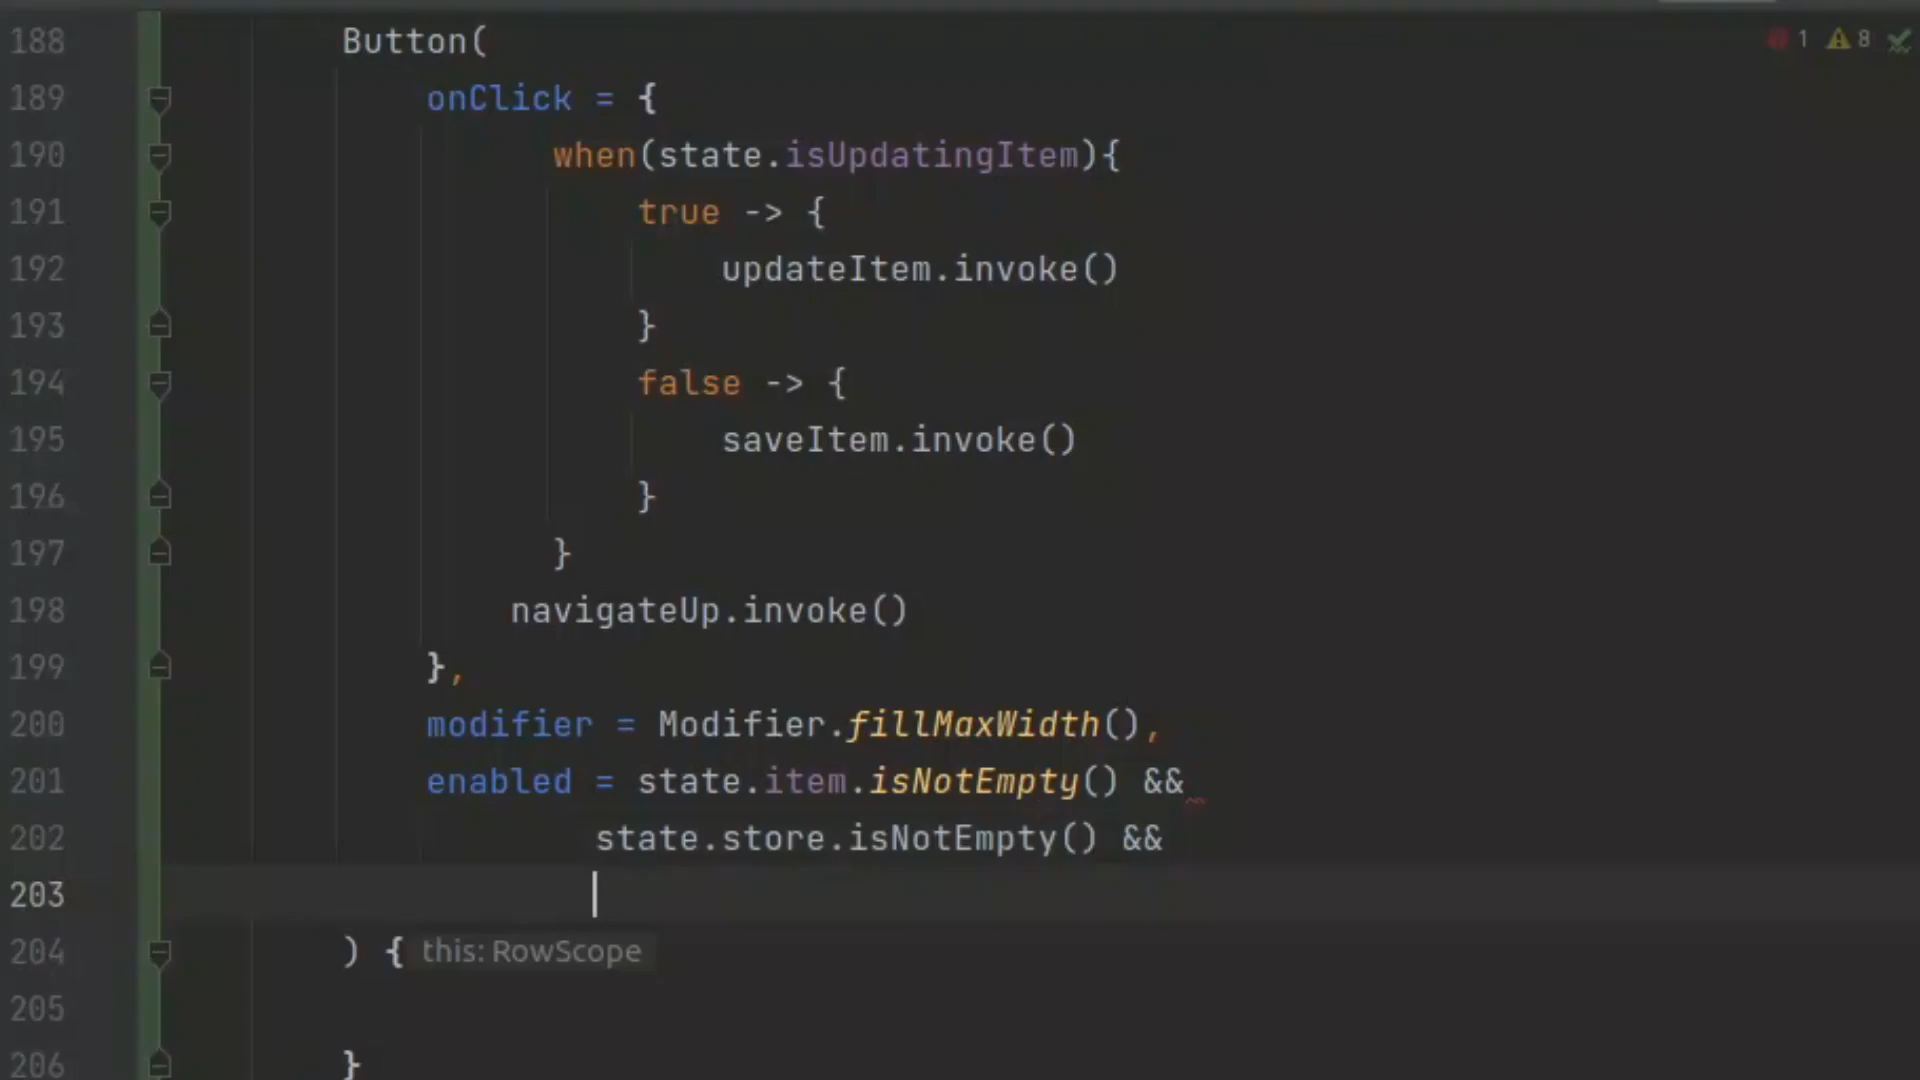 188 Button(
189 onClick = {
190 when(state.isUpdatingItem){
191 true -> {
192 updateItem.invoke()
193 }
194 false -> {
195 saveItem.invoke()
196 }
197 }
198 navigateUp.invoke()
199 },
200 modifier = Modifier.fillMaxWidth(),
201 enabled = state.item.isNotEmpty() &&
202 state.store.isNotEmpty() &&
203
204 ) { this: RowScope
205
206 }
1 8